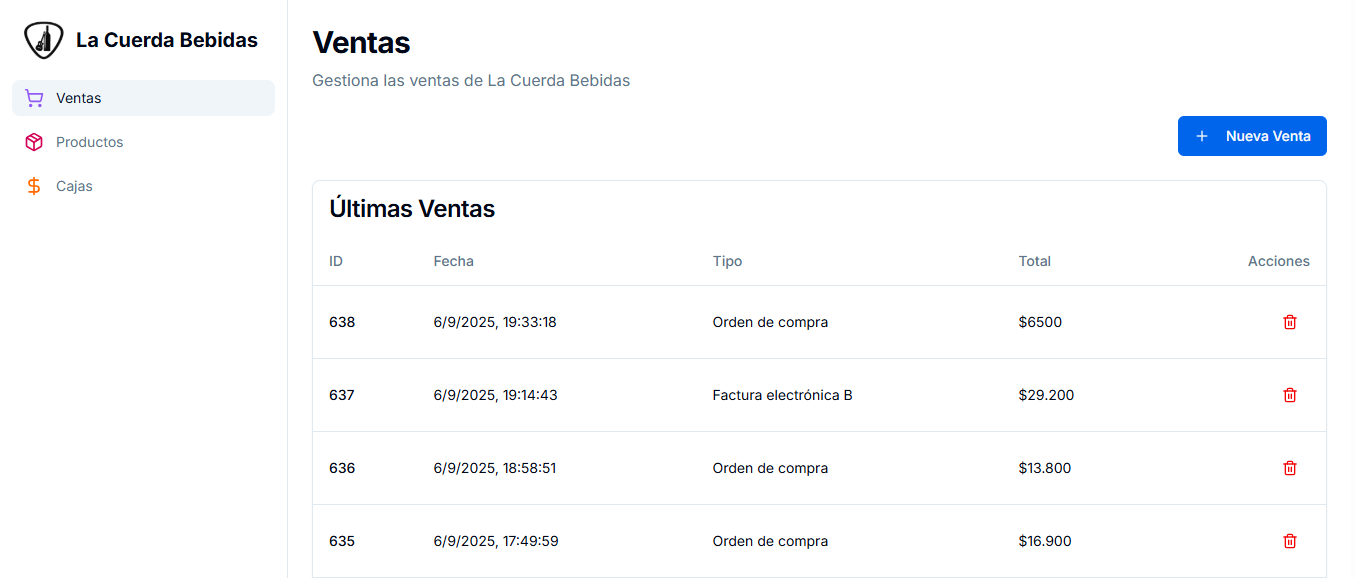 La Cuerda Bebidas
Ventas
Productos
Cajas
Ventas
Gestiona las ventas de La Cuerda Bebidas
+ Nueva Venta
Últimas Ventas
ID Fecha Tipo Total Acciones
638 6/9/2025, 19:33:18 Orden de compra $6500
637 6/9/2025, 19:14:43 Factura electrónica B $29.200
636 6/9/2025, 18:58:51 Orden de compra $13.800
635 6/9/2025, 17:49:59 Orden de compra $16.900